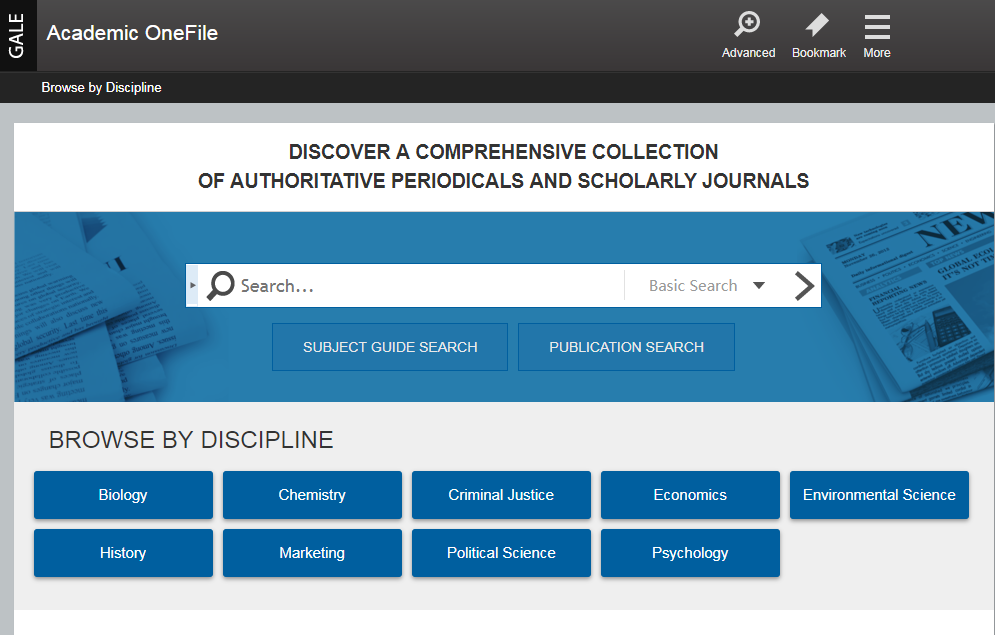 GALE
Academic OneFile
Advanced
Bookmark
More
Browse by Discipline
DISCOVER A COMPREHENSIVE COLLECTION
OF AUTHORITATIVE PERIODICALS AND SCHOLARLY JOURNALS
Search...
Basic Search
SUBJECT GUIDE SEARCH
PUBLICATION SEARCH
BROWSE BY DISCIPLINE
Biology
Chemistry
Criminal Justice
Economics
Environmental Science
History
Marketing
Political Science
Psychology